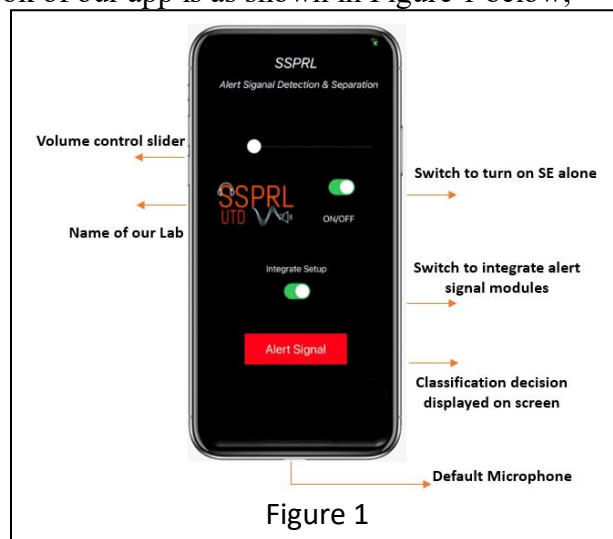 ok of our app is as shown in Figure 1 below;
SSPRL
Alert Siganal Detection & Separation
Volume control slider
Switch to turn on SE alone
SSPRL
UTD
ON/OFF
Name of our Lab
Integrate Setup
Switch to integrate alert
signal modules
Alert Signal
Classification decision
displayed on screen
Default Microphone
Figure 1